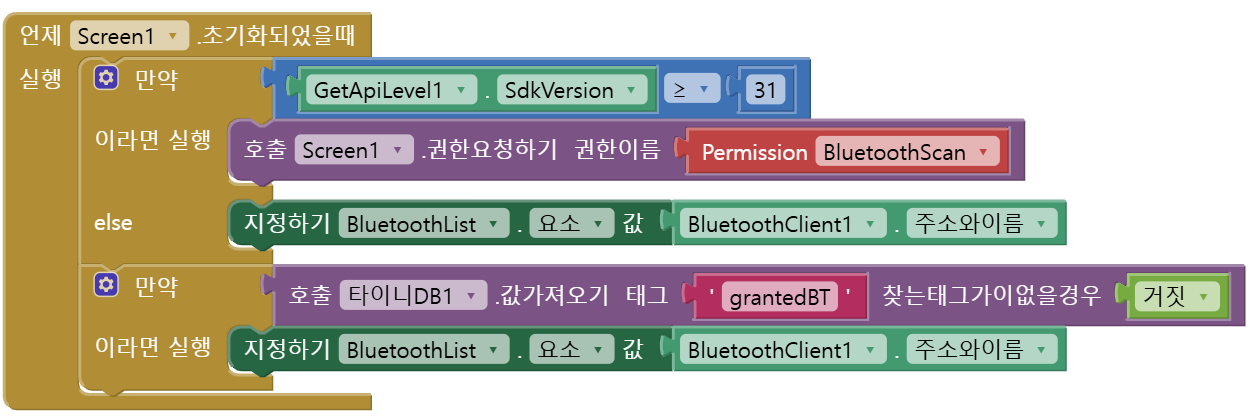 언제 Screen1 .초기화되었을때
실행 만약 GetApiLevel1 . SdkVersion ≥ 31
이라면 실행 호출 Screen1 .권한요청하기 권한이름 Permission BluetoothScan
else 지정하기 BluetoothList . 요소 값 BluetoothClient1 . 주소와이름
만약 호출 타이니DB1 .값가져오기 태그 ' grantedBT ' 찾는태그가이없을경우 거짓
이라면 실행 지정하기 BluetoothList . 요소 값 BluetoothClient1 . 주소와이름